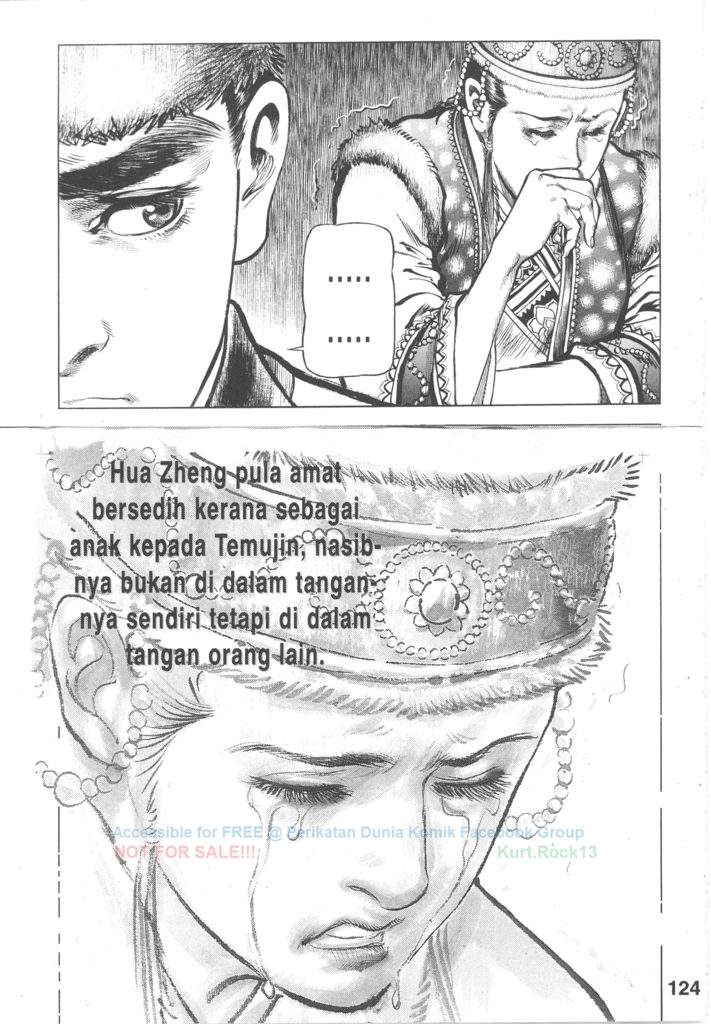 .....
.....
Hua Zheng pula amat
bersedih kerana sebagai
anak kepada Temujin, nasib-
nya bukan di dalam tangan-
nya sendiri tetapi di dalam
tangan orang lain.
Accessible for FREE @ Perikatan Dunia Komik Facebook Group
NOT FOR SALE!!!
Kurt.Rock13
124